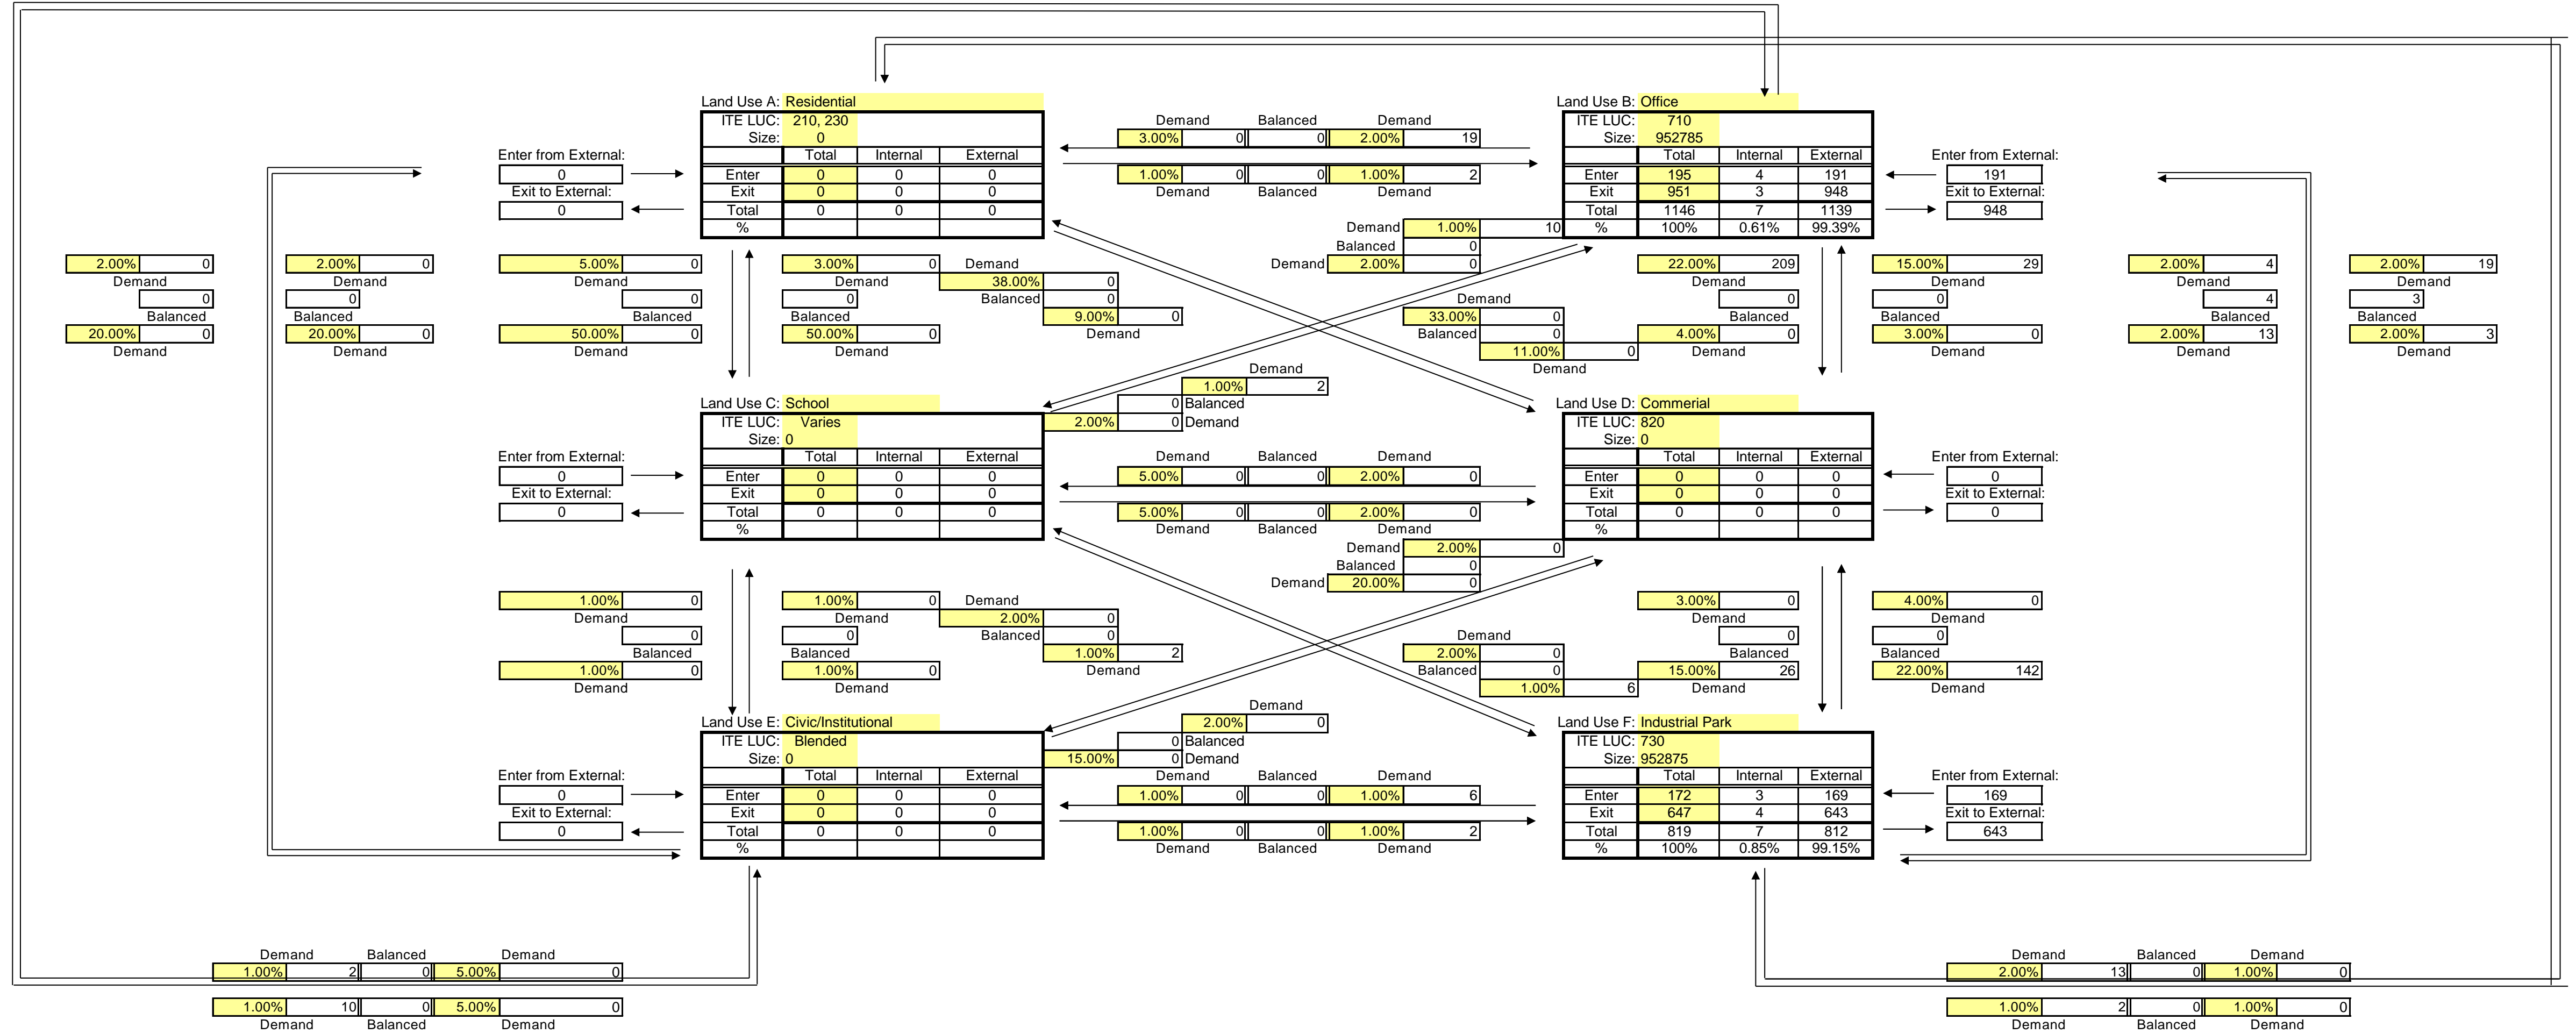 Land Use A: Residential Land Use B: Office
ITE LUC: 210, 230 Demand Balanced Demand ITE LUC: 710
Size: 0 3.00% 0 0 2.00% 19 Size: 952785
Enter from External: Total Internal External Total Internal External Enter from External:
0 Enter 0 0 0 1.00% 0 0 1.00% 2 Enter 195 4 191 191
Exit to External: Exit 0 0 0 Demand Balanced Demand Exit 951 3 948 Exit to External:
0 Total 0 0 0 Total 1146 7 1139 948
% Demand 1.00% 10 % 100% 0.61% 99.39%
Balanced 0
2.00% 0 2.00% 0 5.00% 0 3.00% 0 Demand Demand 2.00% 0 22.00% 209 15.00% 29 2.00% 4 2.00% 19
Demand Demand Demand Demand 38.00% 0 Demand Demand Demand Demand
0 0 0 0 Balanced 0 Demand 0 0 4 3
Balanced Balanced Balanced Balanced 9.00% 0 33.00% 0 Balanced Balanced Balanced Balanced
20.00% 0 20.00% 0 50.00% 0 50.00% 0 Demand Balanced 0 4.00% 0 3.00% 0 2.00% 13 2.00% 3
Demand Demand Demand Demand 11.00% 0 Demand Demand Demand Demand
Demand
Demand
1.00% 2
Land Use C: School 0 Balanced Land Use D: Commerial
ITE LUC: Varies 2.00% 0 Demand ITE LUC: 820
Size: 0 Size: 0
Enter from External: Total Internal External Demand Balanced Demand Total Internal External Enter from External:
0 Enter 0 0 0 5.00% 0 0 2.00% 0 Enter 0 0 0 0
Exit to External: Exit 0 0 0 Exit 0 0 0 Exit to External:
0 Total 0 0 0 5.00% 0 0 2.00% 0 Total 0 0 0 0
% Demand Balanced Demand %
Demand 2.00% 0
Balanced 0
Demand 20.00% 0
1.00% 0 1.00% 0 Demand 3.00% 0 4.00% 0
Demand Demand 2.00% 0 Demand Demand
0 0 Balanced 0 Demand 0 0
Balanced Balanced 1.00% 2 2.00% 0 Balanced Balanced
1.00% 0 1.00% 0 Demand Balanced 0 15.00% 26 22.00% 142
Demand Demand 1.00% 6 Demand Demand
Demand
Land Use E: Civic/Institutional 2.00% 0 Land Use F: Industrial Park
ITE LUC: Blended 0 Balanced ITE LUC: 730
Size: 0 15.00% 0 Demand Size: 952875
Enter from External: Total Internal External Demand Balanced Demand Total Internal External Enter from External:
0 Enter 0 0 0 1.00% 0 0 1.00% 6 Enter 172 3 169 169
Exit to External: Exit 0 0 0 Exit 647 4 643 Exit to External:
0 Total 0 0 0 1.00% 0 0 1.00% 2 Total 819 7 812 643
% Demand Balanced Demand % 100% 0.85% 99.15%
Demand Balanced Demand Demand Balanced Demand
1.00% 2 0 5.00% 0 2.00% 13 0 1.00% 0
1.00% 10 0 5.00% 0 1.00% 2 0 1.00% 0
Demand Balanced Demand Demand Balanced Demand